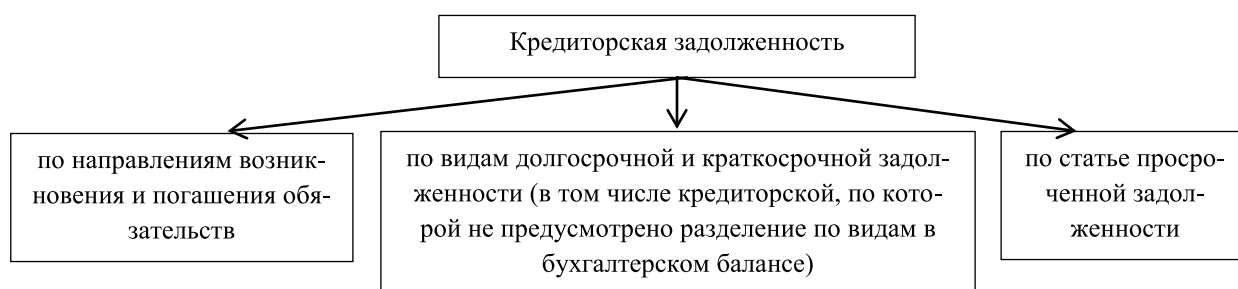 Кредиторская задолженность
по направлениям возник-
новения и погашения обя-
зательств
по видам долгосрочной и краткосрочной задол-
женности (в том числе кредиторской, по кото-
рой не предусмотрено разделение по видам в
бухгалтерском балансе)
по статье просро-
ченной задол-
женности